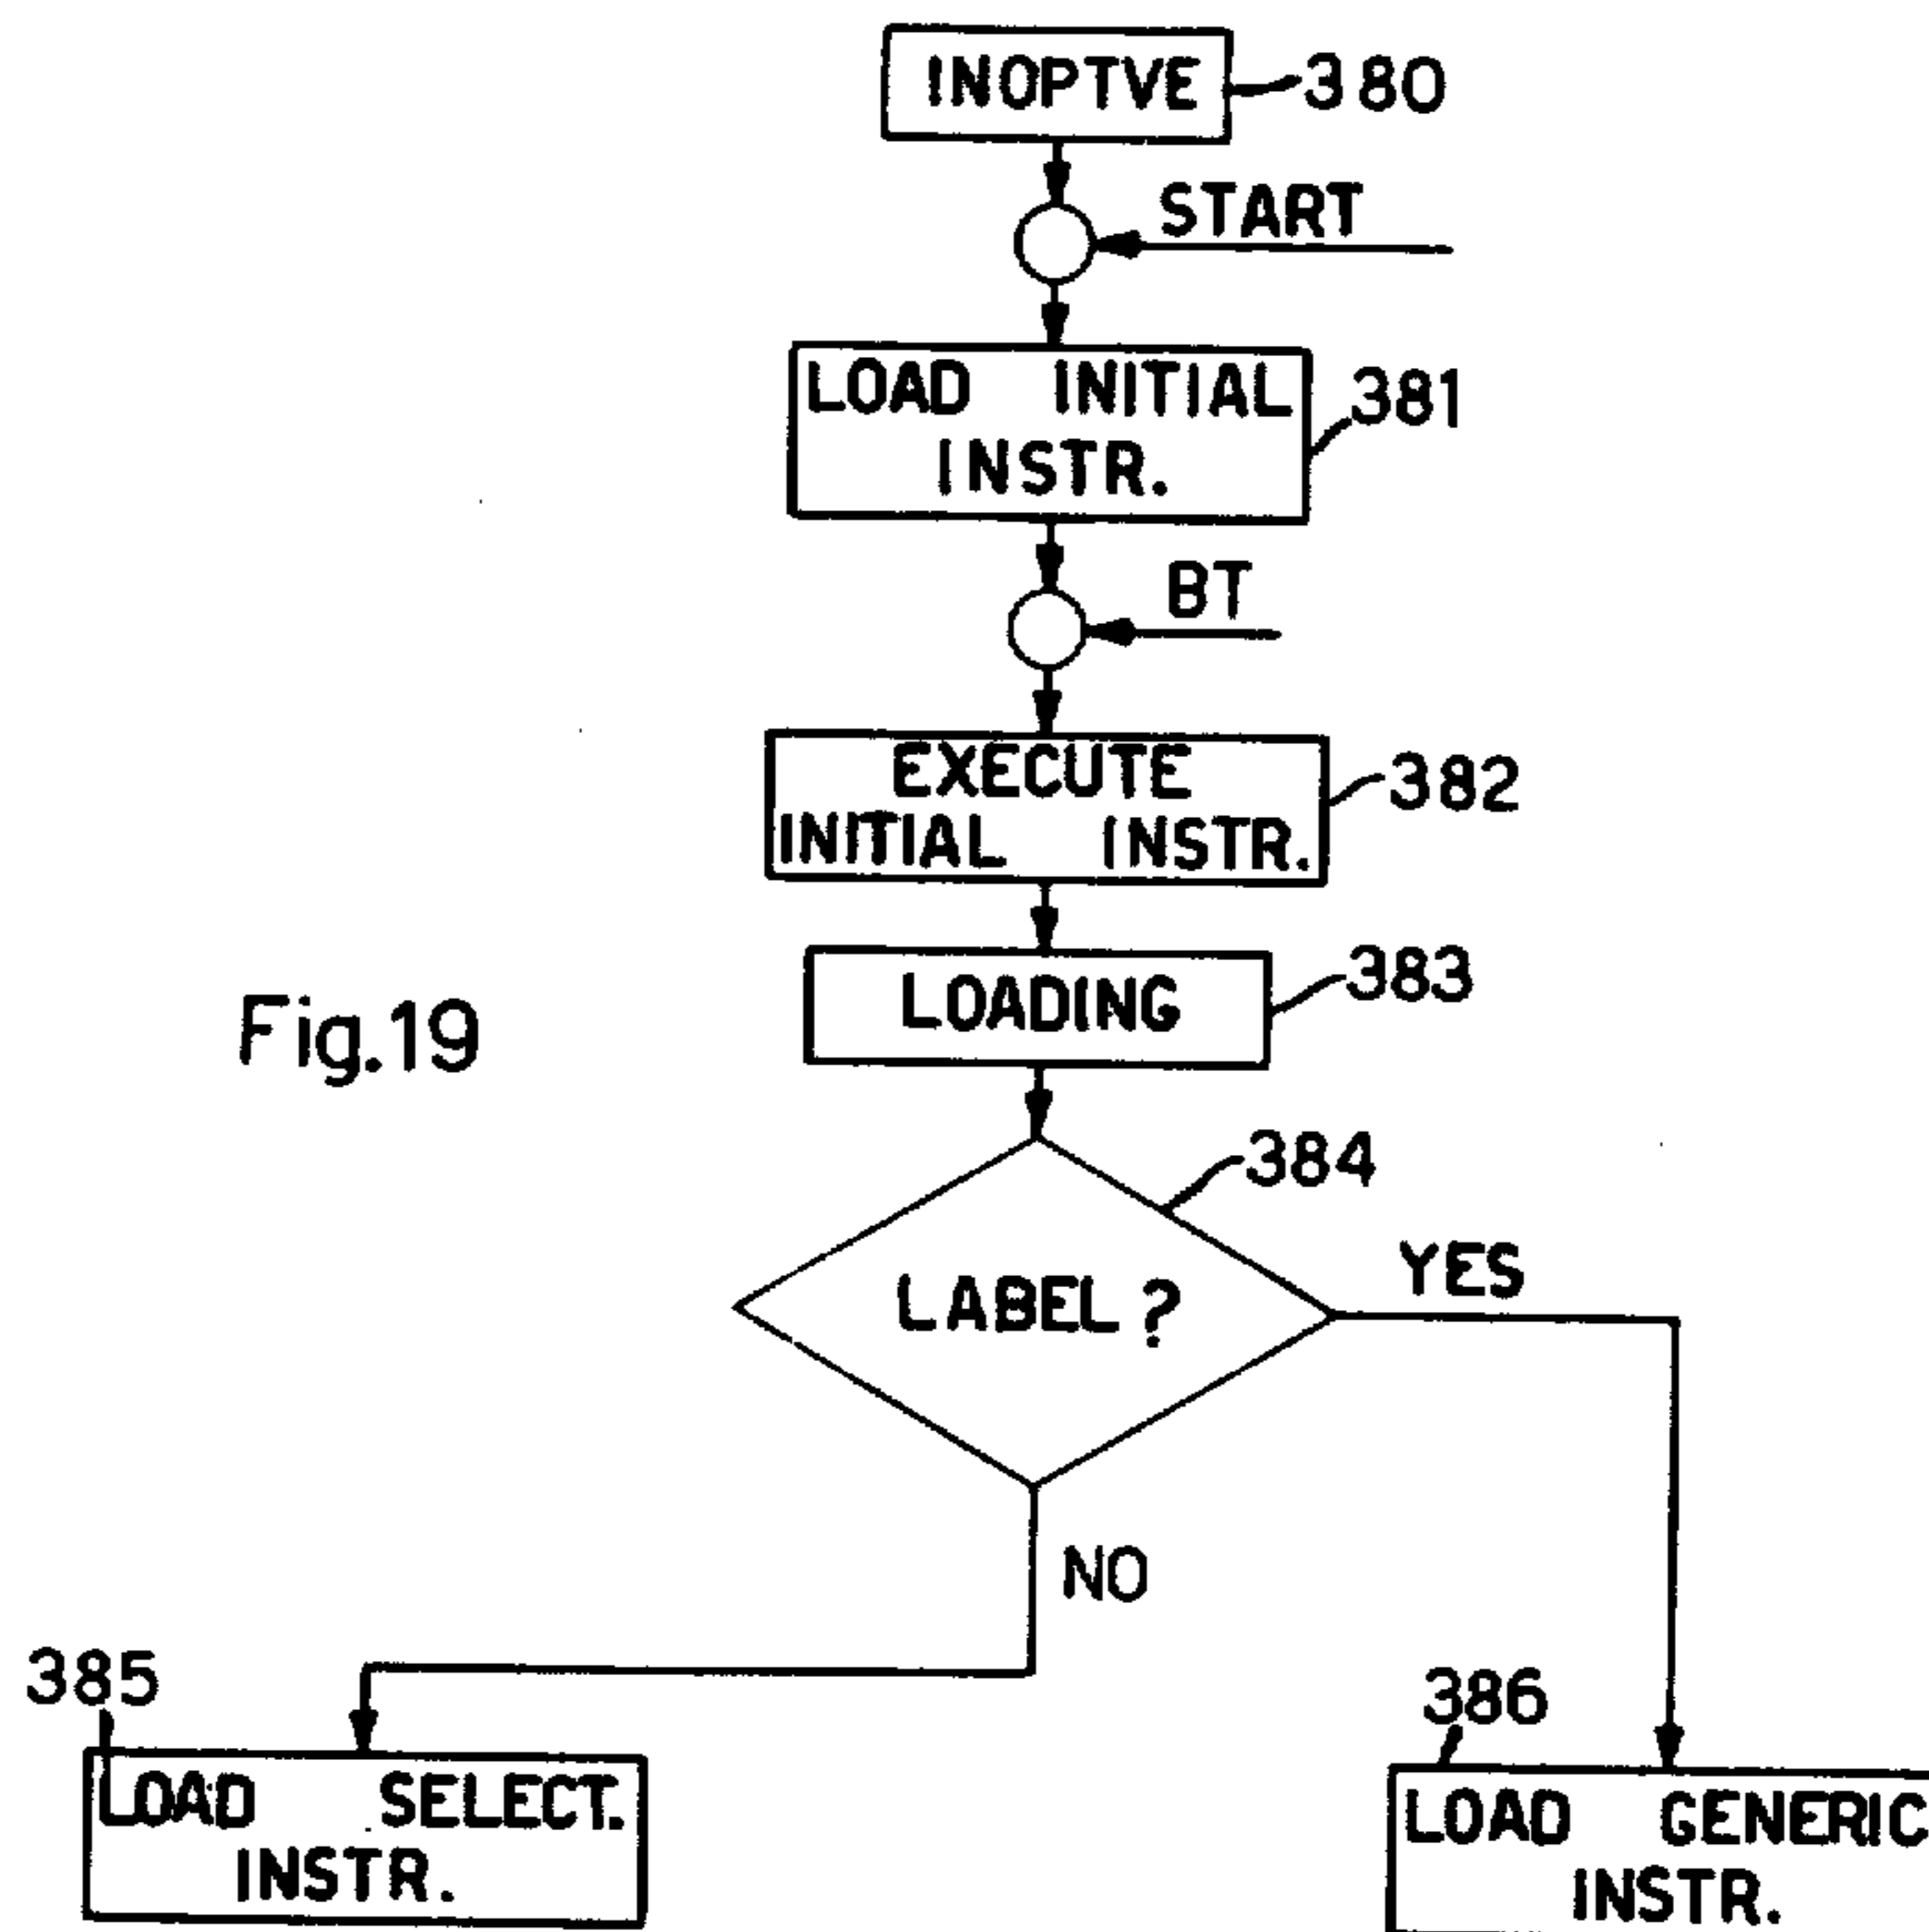 INOPTVE
380
START
LOAD INITIAL
INSTR.
381
BT
EXECUTE
INITIAL INSTR.
382
LOADING
383
Fig.19
384
LABEL?
YES
NO
385
LOAD SELECT.
INSTR.
386
LOAD GENERIC
INSTR.